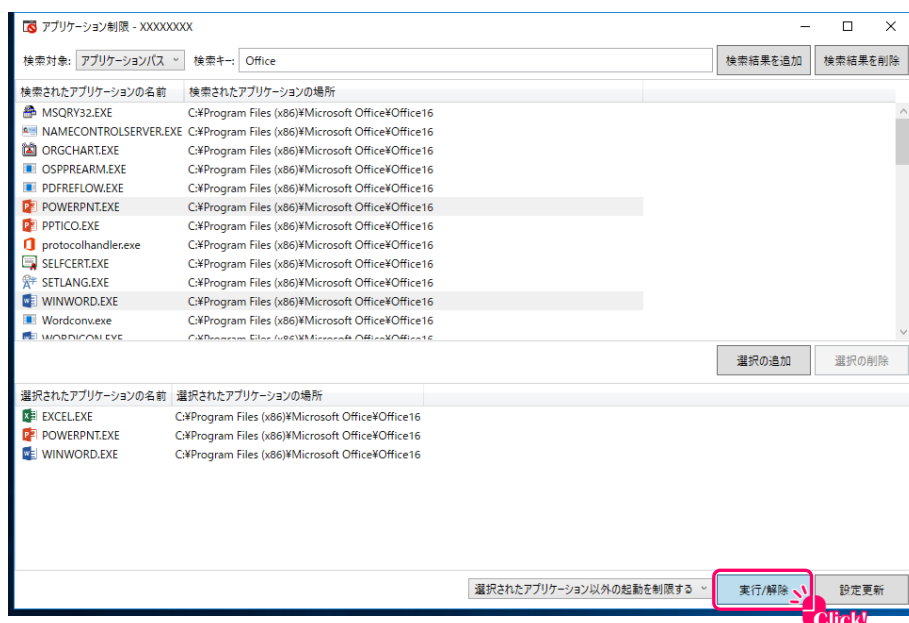 アプリケーション制限 - XXXXXXXX
検索対象: アプリケーションパス 検索キー: Office 検索結果を追加 検索結果を削除
検索されたアプリケーションの名前 検索されたアプリケーションの場所
MSQRY32.EXE C:¥Program Files (x86)¥Microsoft Office¥Office16
NAMECONTROLSERVER.EXE C:¥Program Files (x86)¥Microsoft Office¥Office16
ORGCHART.EXE C:¥Program Files (x86)¥Microsoft Office¥Office16
OSPPREARM.EXE C:¥Program Files (x86)¥Microsoft Office¥Office16
PDFREFLOW.EXE C:¥Program Files (x86)¥Microsoft Office¥Office16
POWERPNT.EXE C:¥Program Files (x86)¥Microsoft Office¥Office16
PPTICO.EXE C:¥Program Files (x86)¥Microsoft Office¥Office16
protocolhandler.exe C:¥Program Files (x86)¥Microsoft Office¥Office16
SELFCERT.EXE C:¥Program Files (x86)¥Microsoft Office¥Office16
SETLANG.EXE C:¥Program Files (x86)¥Microsoft Office¥Office16
WINWORD.EXE C:¥Program Files (x86)¥Microsoft Office¥Office16
Wordconv.exe C:¥Program Files (x86)¥Microsoft Office¥Office16
WORDICON.EXE C:¥Program Files (x86)¥Microsoft Office¥Office16
選択の追加 選択の削除
選択されたアプリケーションの名前 選択されたアプリケーションの場所
EXCEL.EXE C:¥Program Files (x86)¥Microsoft Office¥Office16
POWERPNT.EXE C:¥Program Files (x86)¥Microsoft Office¥Office16
WINWORD.EXE C:¥Program Files (x86)¥Microsoft Office¥Office16
選択されたアプリケーション以外の起動を制限する 実行/解除 設定更新
Click!